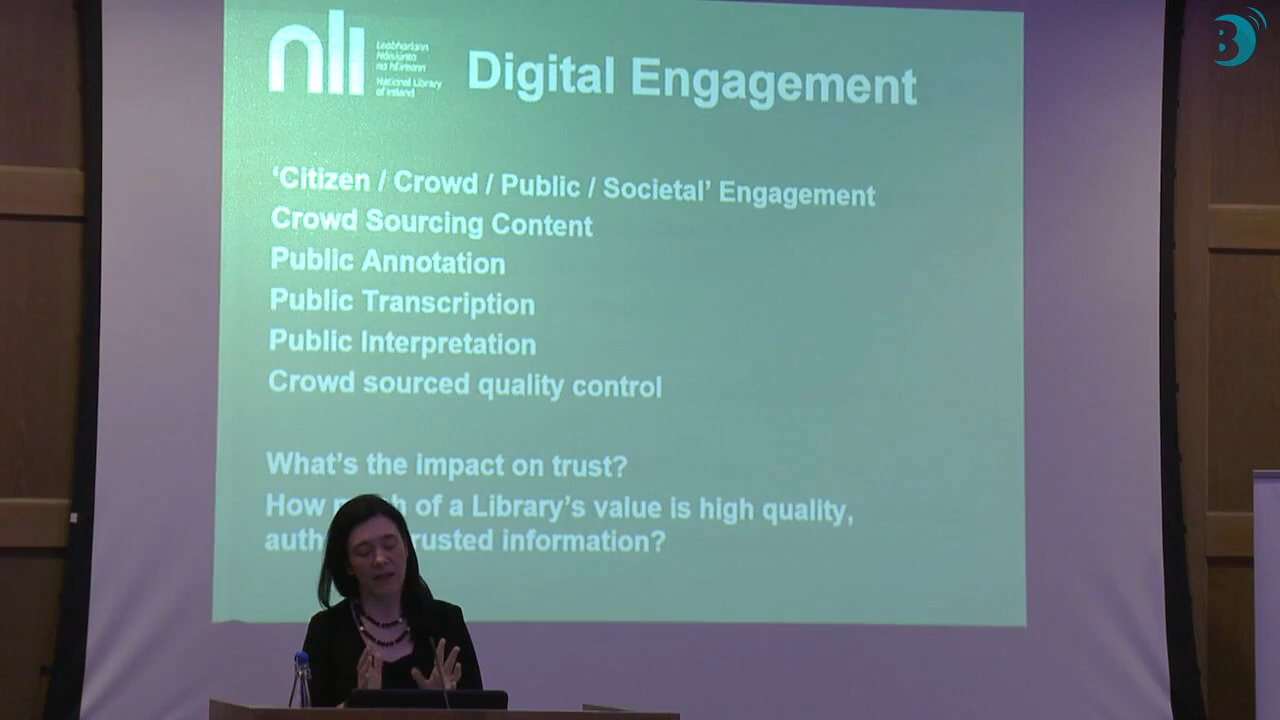 nli
Leabharlann
Náisiúnta
na hÉireann
National Library
of Ireland
Digital Engagement
‘Citizen / Crowd / Public / Societal’ Engagement
Crowd Sourcing Content
Public Annotation
Public Transcription
Public Interpretation
Crowd sourced quality control
What’s the impact on trust?
How of a Library’s value is high quality,
information?
B